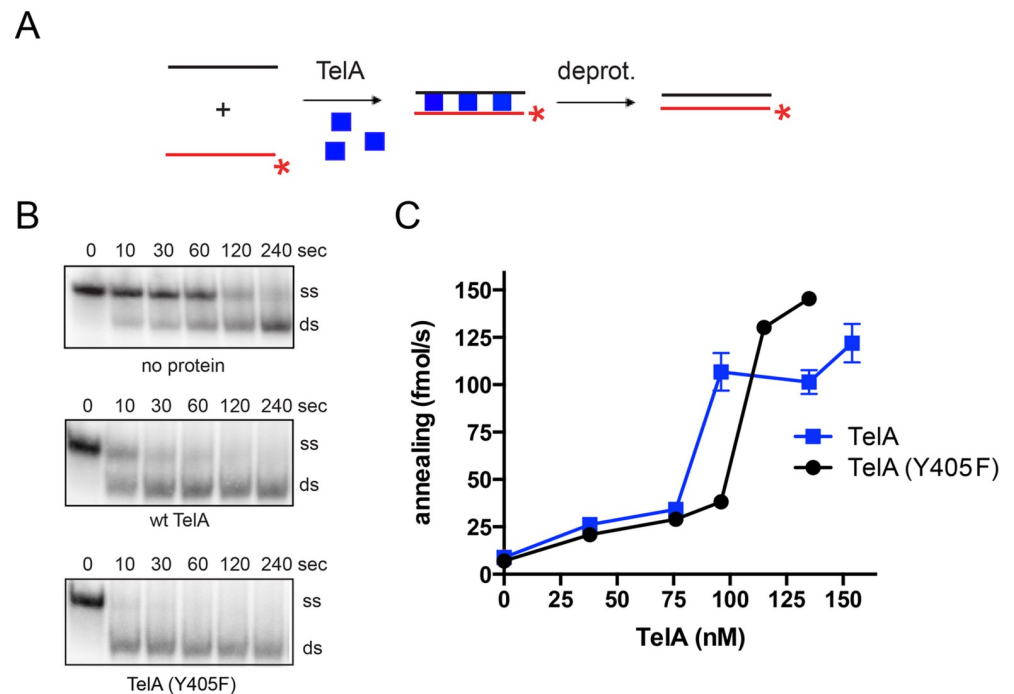 A
TelA
deprot.
+
*
*
*
B
0 10 30 60 120 240 sec
ss
ds
no protein
0 10 30 60 120 240 sec
ss
ds
wt TelA
0 10 30 60 120 240 sec
ss
ds
TelA (Y405F)
C
annealing (fmol/s)
150
125
100
75
50
25
0
0 25 50 75 100 125 150
TelA (nM)
TelA
TelA (Y405F)